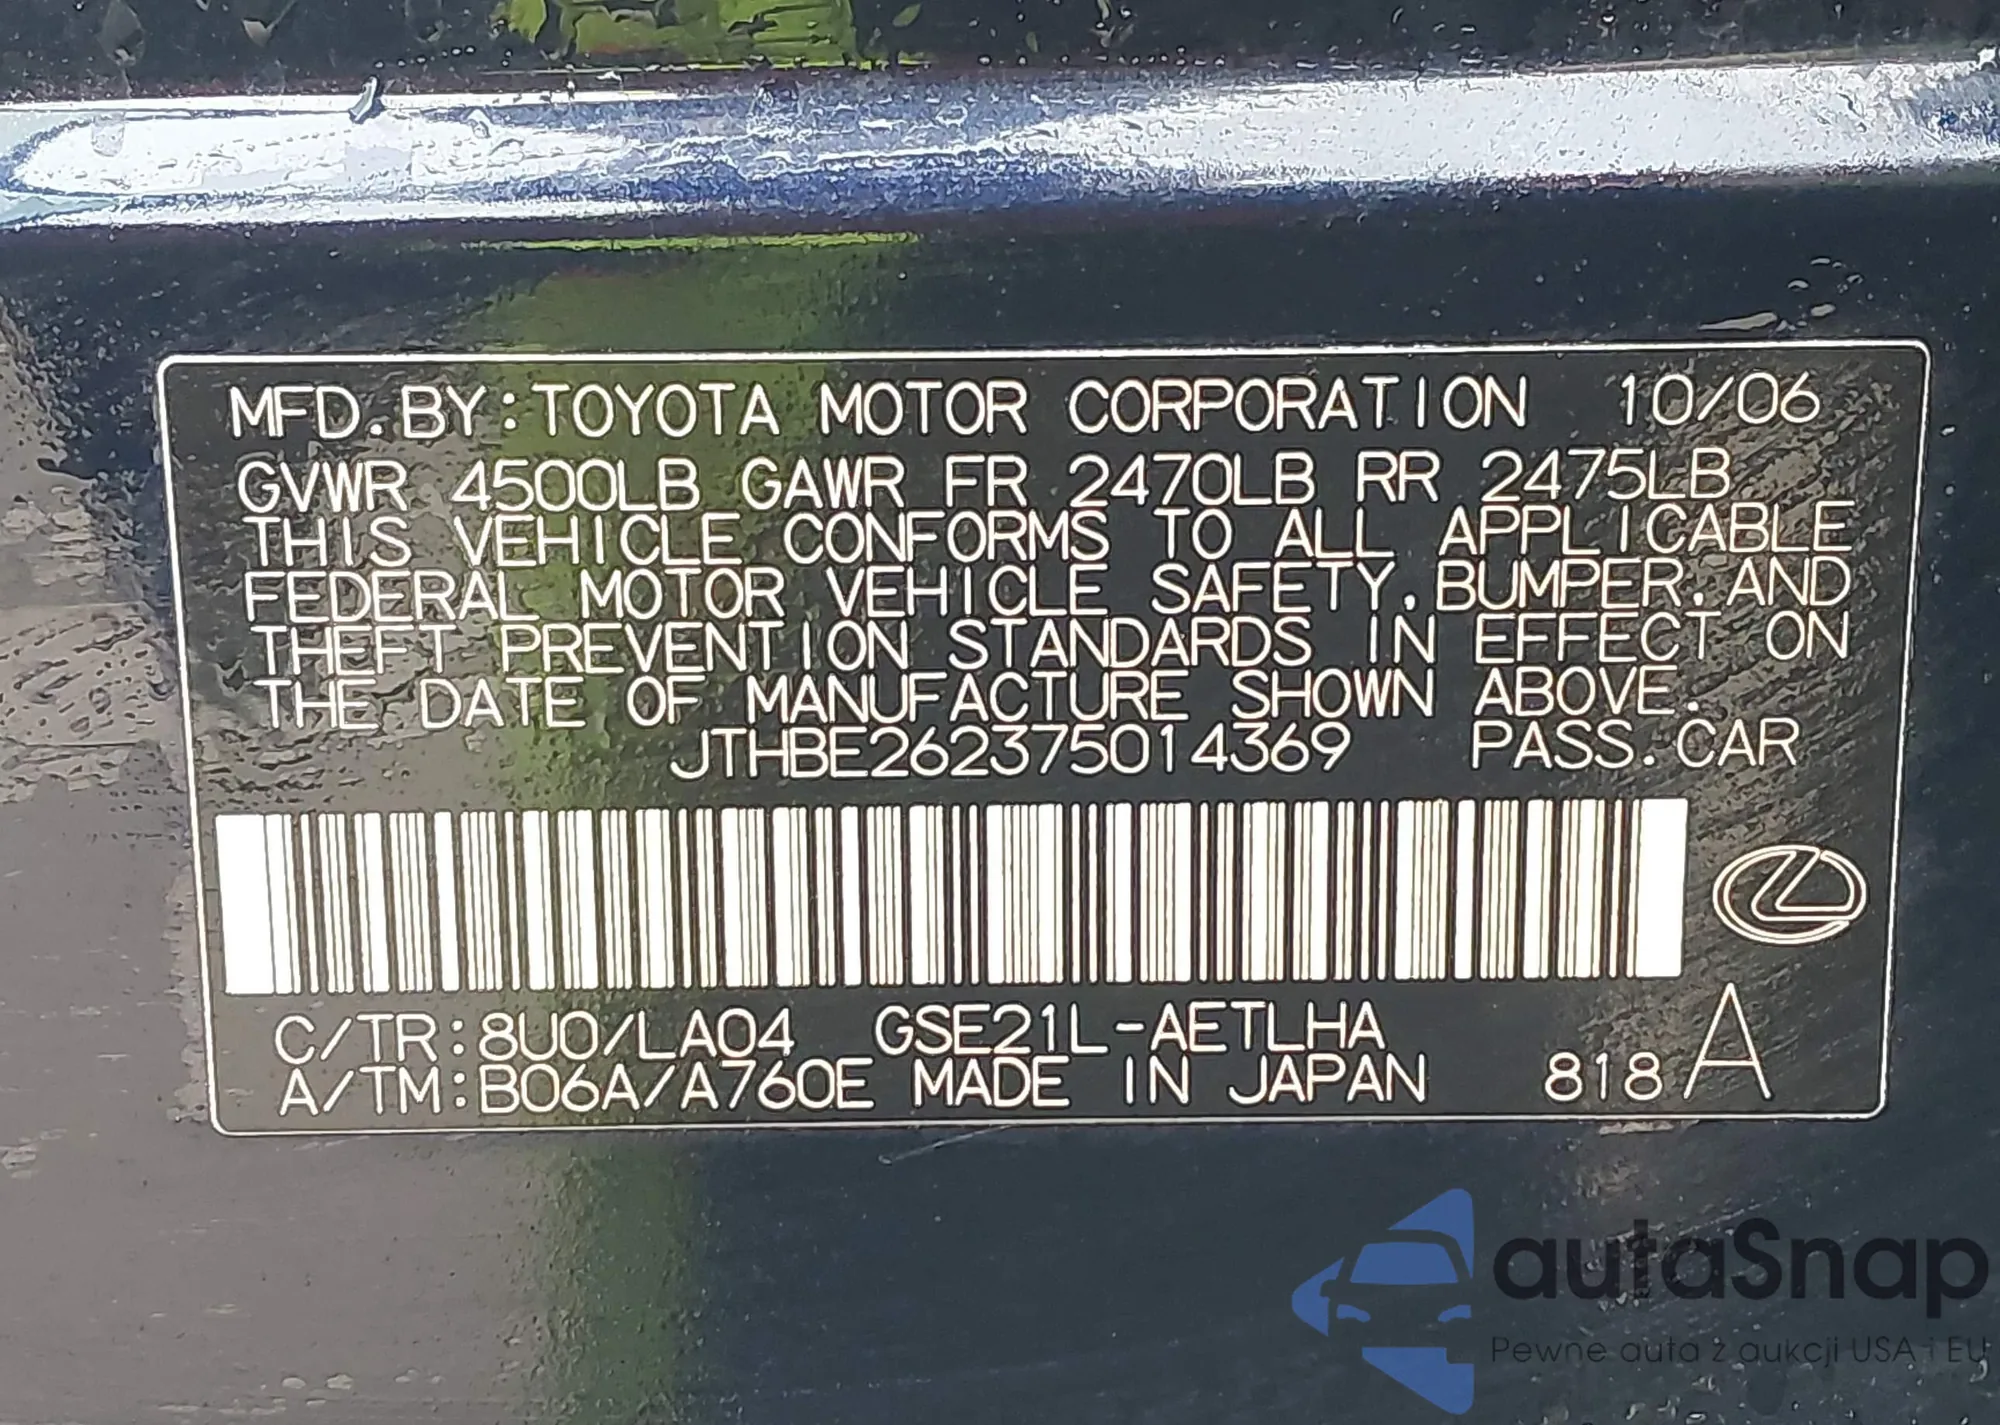 MFD. BY: TOYOTA MOTOR CORPORATION 10/06
GVWR 4500LB GAWR FR 2470LB RR 2475LB
THIS VEHICLE CONFORMS TO ALL APPLICABLE
FEDERAL MOTOR VEHICLE SAFETY, BUMPER, AND
THEFT PREVENTION STANDARDS IN EFFECT ON
THE DATE OF MANUFACTURE SHOWN ABOVE.
JTHBE262375014369 PASS. CAR
C/TR: 8U0/LA04 GSE21L-AETLHA
A/TM: B06A/A760E MADE IN JAPAN 818 A
autaSnap
Pewne auta z aukcji USA i EU